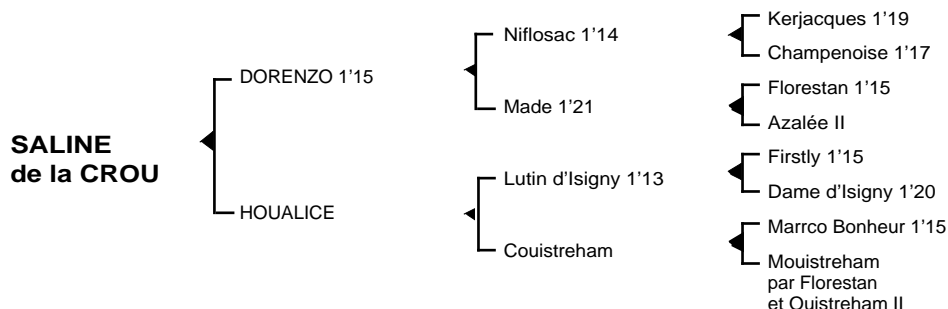 SALINE
de la CROU
DORENZO 1’15
HOUALICE
Niflosac 1’14
Made 1’21
Lutin d’Isigny 1’13
Couistreham
Kerjacques 1’19
Champenoise 1’17
Florestan 1’15
Azalée II
Firstly 1’15
Dame d’Isigny 1’20
Marrco Bonheur 1’15
Mouistreham
par Florestan
et Ouistreham II